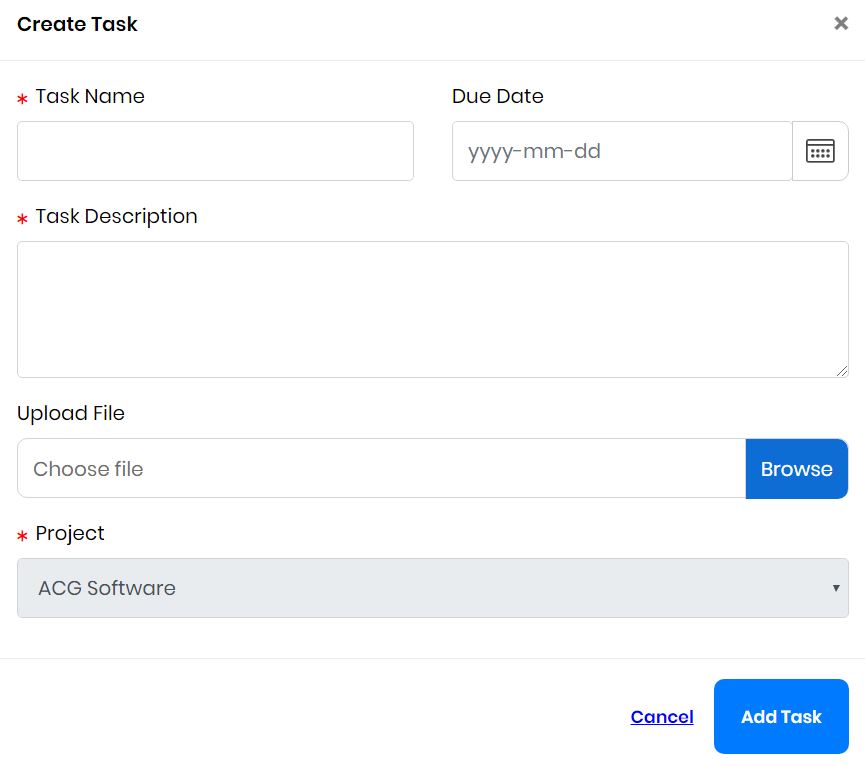 Create Task ×
* Task Name
Due Date
yyyy-mm-dd
* Task Description
Upload File
Choose file
Browse
* Project
ACG Software
Cancel
Add Task